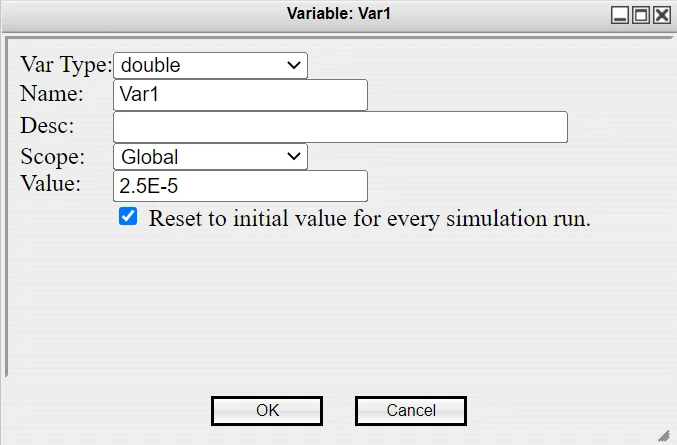 Variable: Var1
Var Type: double
Name: Var1
Desc:
Scope: Global
Value: 2.5E-5
Reset to initial value for every simulation run.
OK Cancel